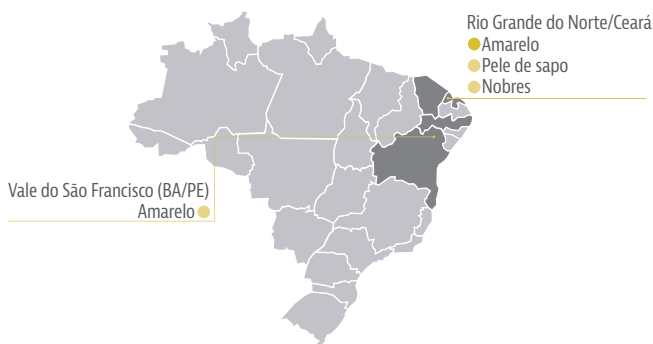 Rio Grande do Norte/Ceará
Amarelo
Pele de sapo
Nobres
Vale do São Francisco (BA/PE)
Amarelo